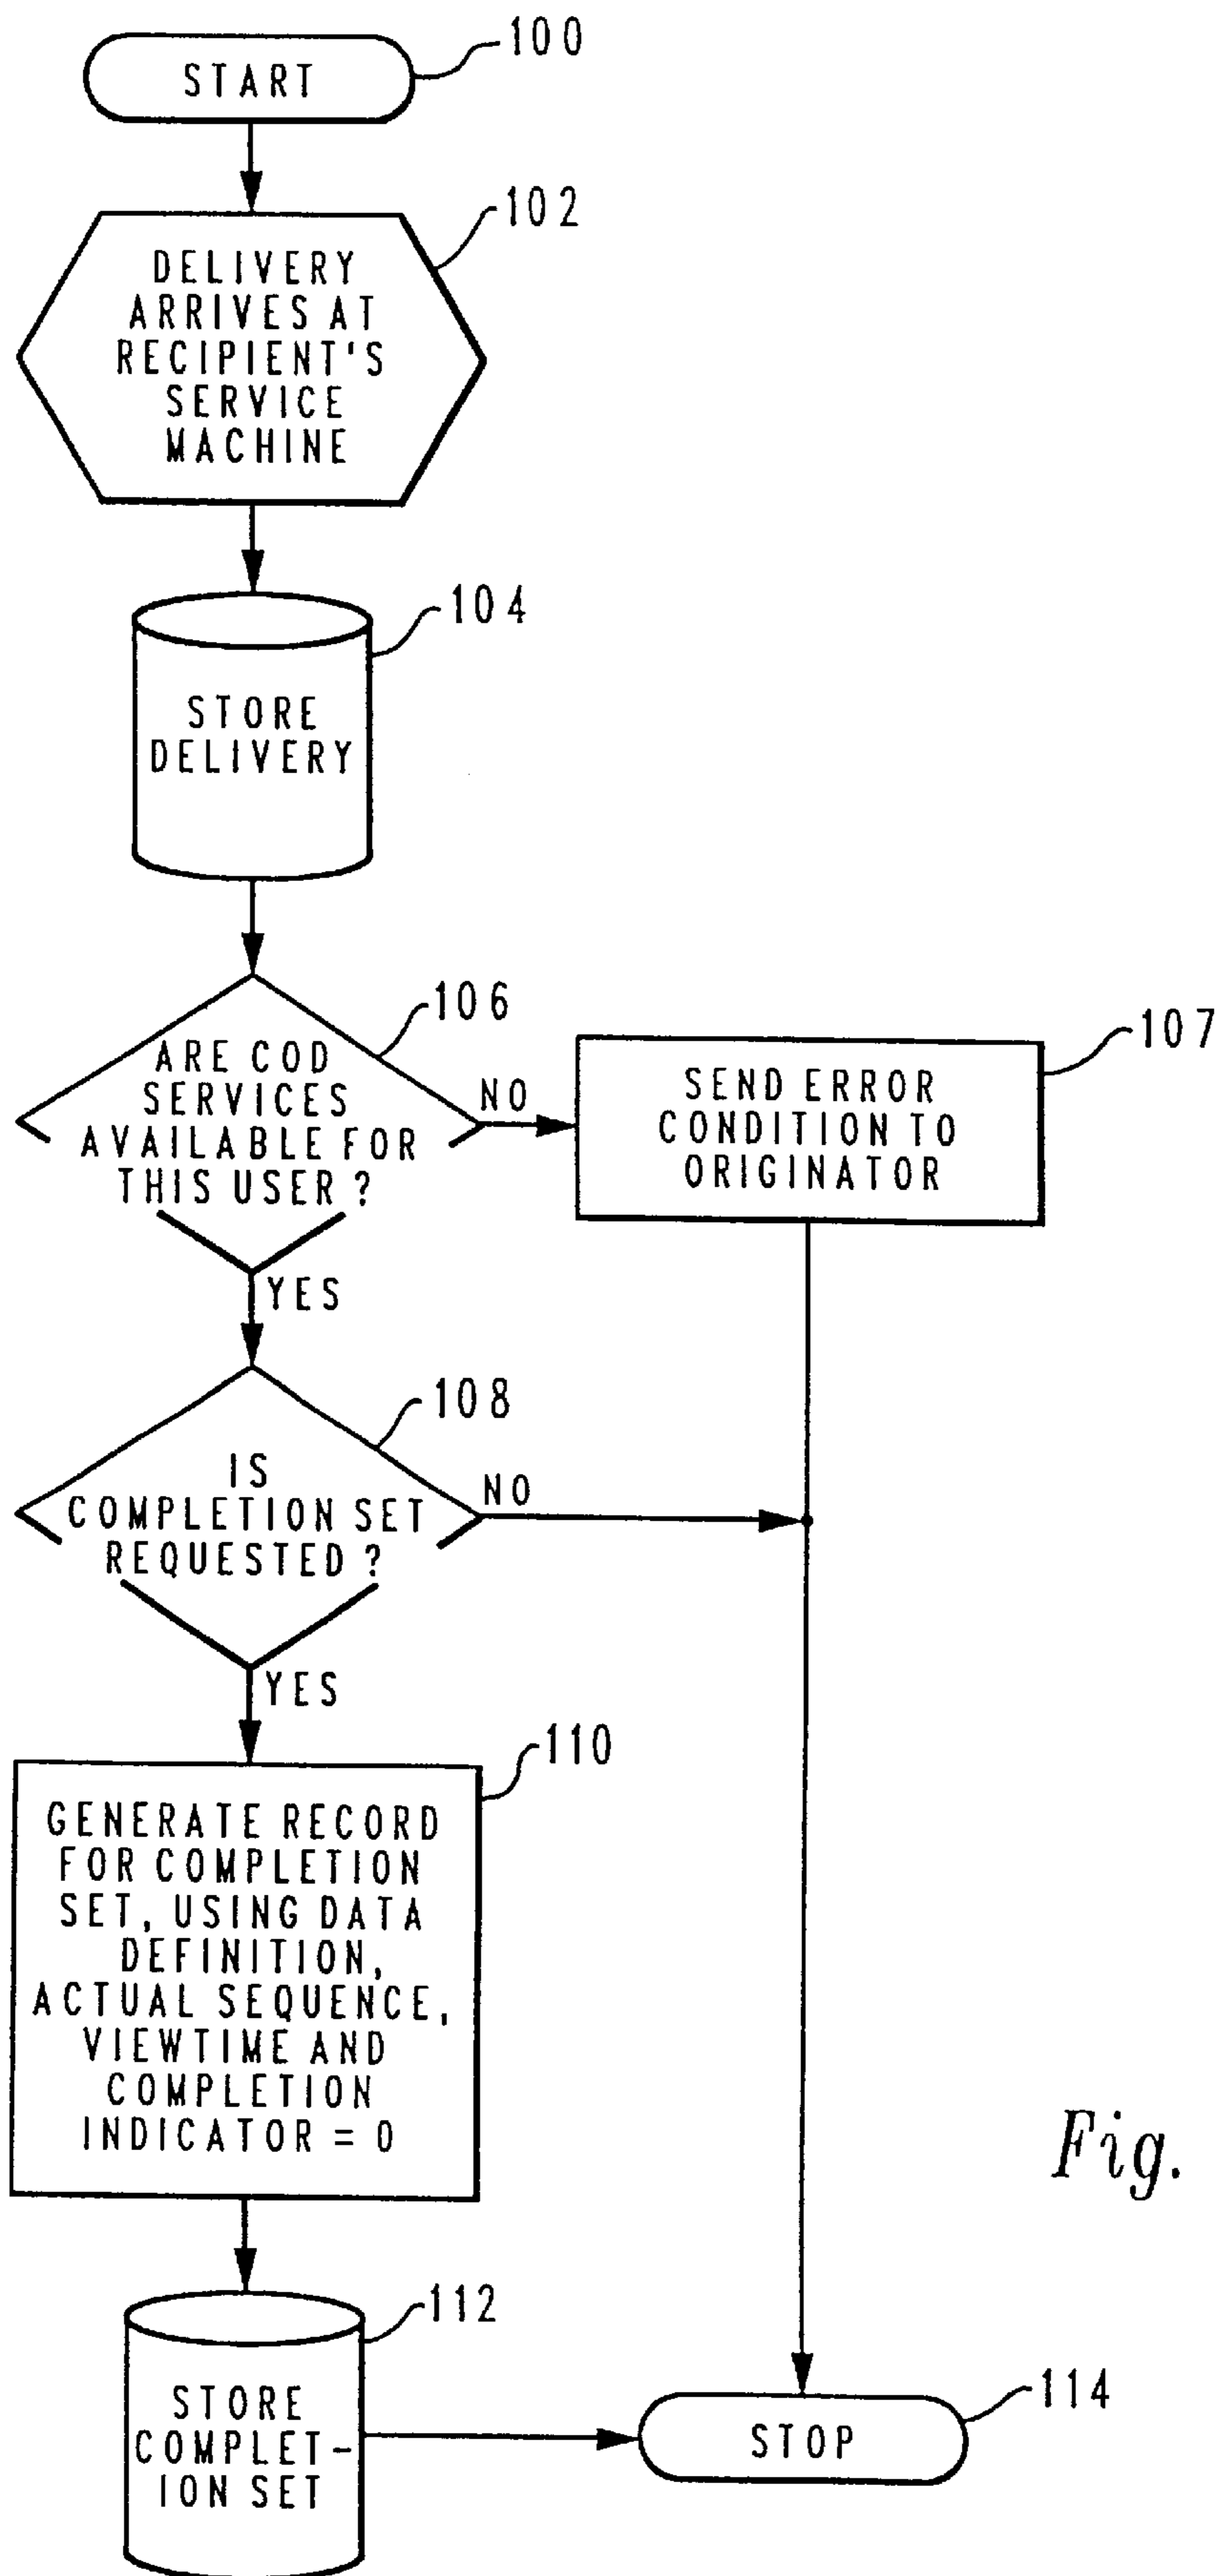 100
START
102
DELIVERY
ARRIVES AT
RECIPIENT'S
SERVICE
MACHINE
104
STORE
DELIVERY
106
ARE COD
SERVICES
AVAILABLE FOR
THIS USER ?
NO
107
SEND ERROR
CONDITION TO
ORIGINATOR
YES
108
IS
COMPLETION SET
REQUESTED ?
NO
YES
110
GENERATE RECORD
FOR COMPLETION
SET, USING DATA
DEFINITION,
ACTUAL SEQUENCE,
VIEWTIME AND
COMPLETION
INDICATOR = 0
Fig.
112
STORE
COMPLET-
ION SET
114
STOP